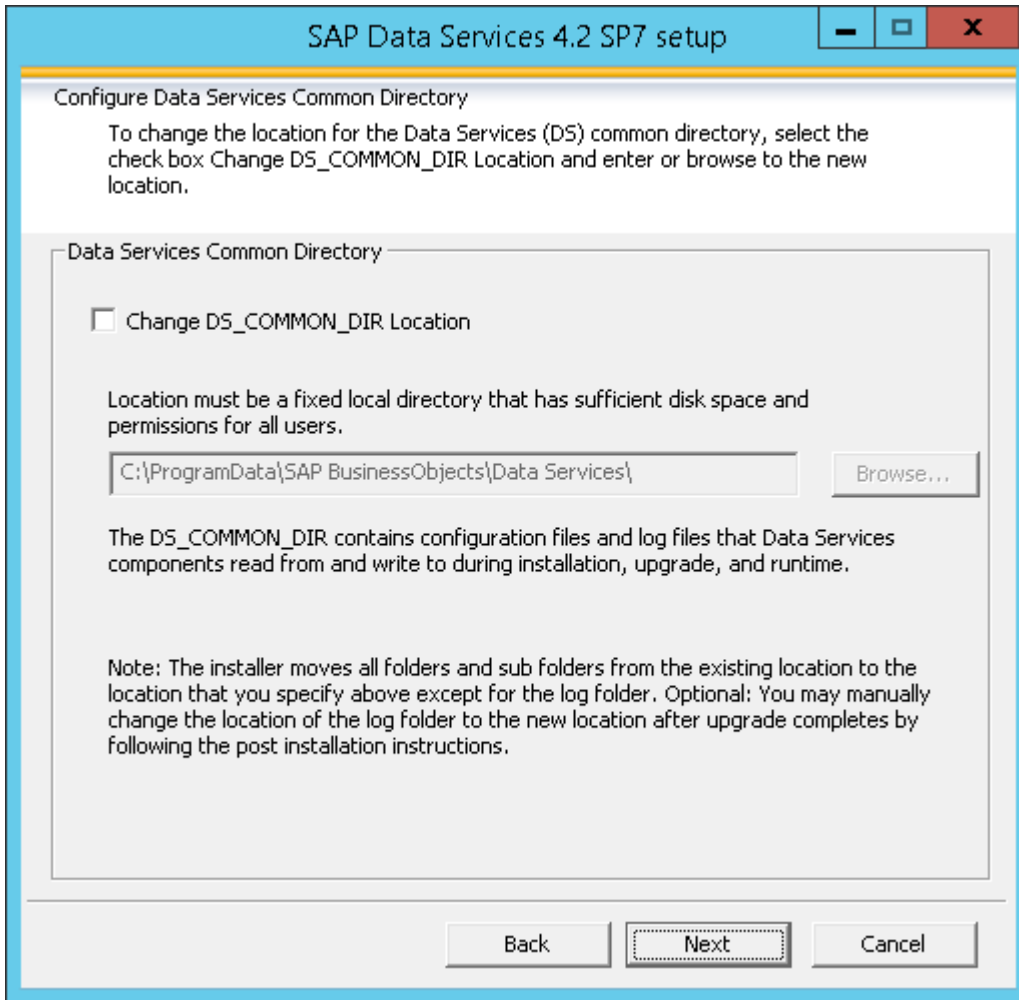 SAP Data Services 4.2 SP7 setup
Configure Data Services Common Directory
To change the location for the Data Services (DS) common directory, select the
check box Change DS_COMMON_DIR Location and enter or browse to the new
location.
Data Services Common Directory
Change DS_COMMON_DIR Location
Location must be a fixed local directory that has sufficient disk space and
permissions for all users.
C:\ProgramData\SAP BusinessObjects\Data Services\
Browse...
The DS_COMMON_DIR contains configuration files and log files that Data Services
components read from and write to during installation, upgrade, and runtime.
Note: The installer moves all folders and sub folders from the existing location to the
location that you specify above except for the log folder. Optional: You may manually
change the location of the log folder to the new location after upgrade completes by
following the post installation instructions.
Back
Next
Cancel